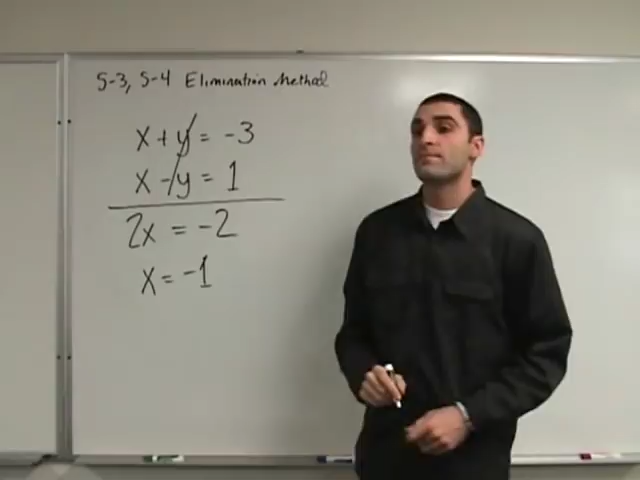 5-3, 5-4 Elimination Method
x + y = -3
x - y = 1
2x = -2
x = -1